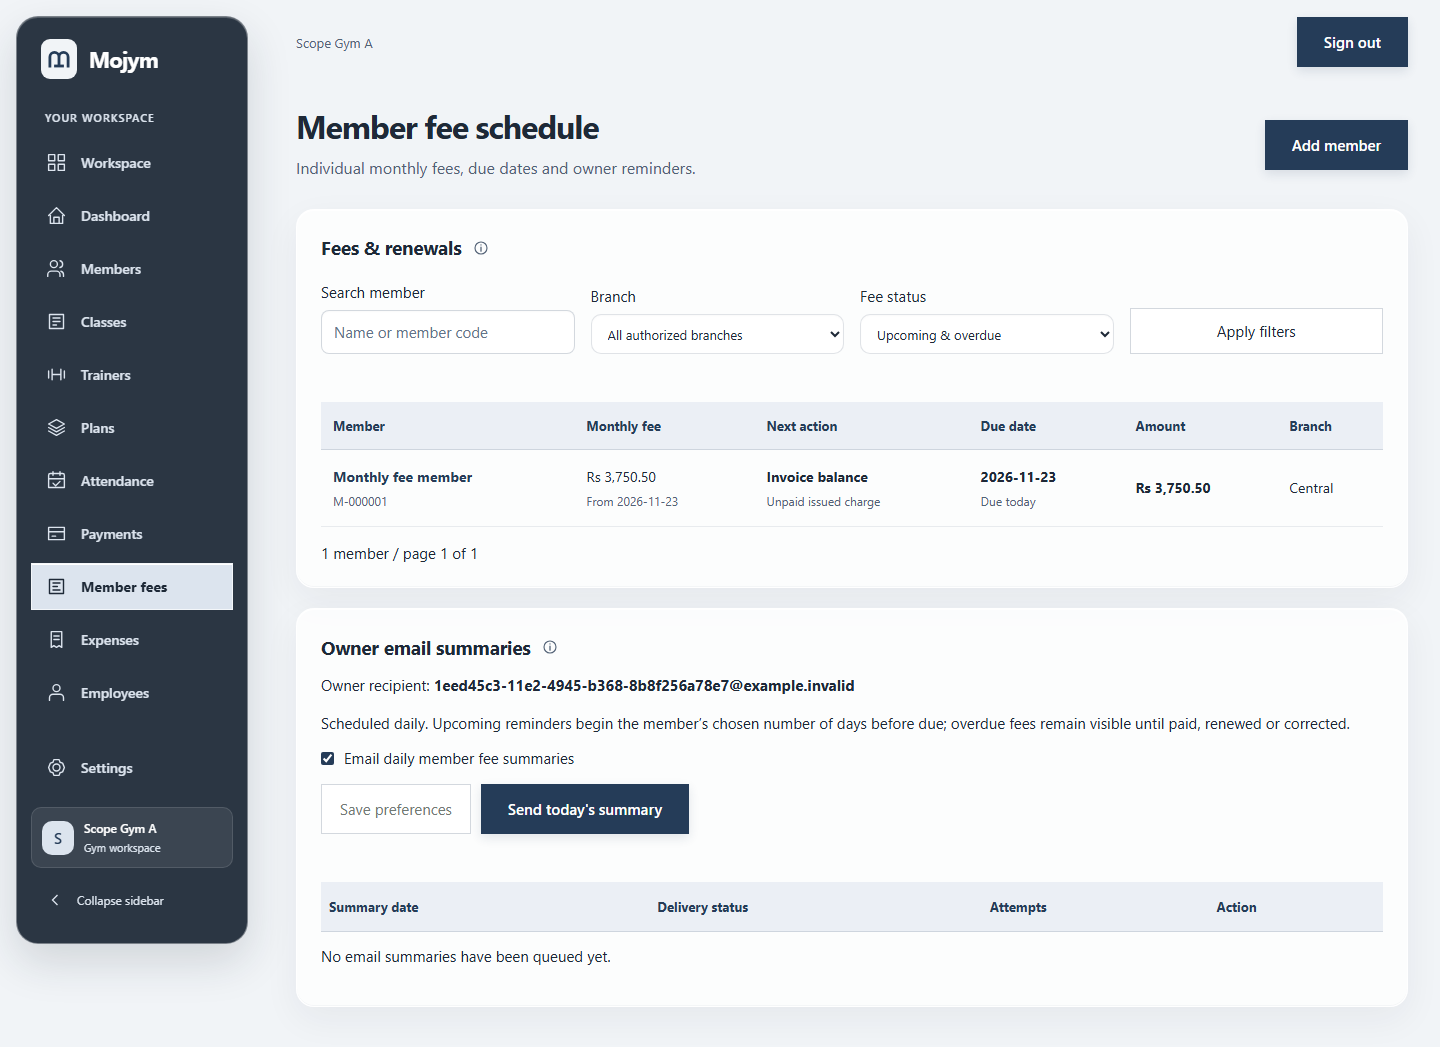 Mojym
YOUR WORKSPACE
Workspace
Dashboard
Members
Classes
Trainers
Plans
Attendance
Payments
Member fees
Expenses
Employees
Settings
S
Scope Gym A
Gym workspace
Collapse sidebar
Scope Gym A
Sign out
Member fee schedule
Individual monthly fees, due dates and owner reminders.
Add member
Fees & renewals
Search member
Name or member code
Branch
All authorized branches
Fee status
Upcoming & overdue
Apply filters
Member Monthly fee Next action Due date Amount Branch
Monthly fee member Rs 3,750.50 Invoice balance 2026-11-23 Rs 3,750.50 Central
M-000001 From 2026-11-23 Unpaid issued charge Due today
1 member / page 1 of 1
Owner email summaries
Owner recipient: 1eed45c3-11e2-4945-b368-8b8f256a78e7@example.invalid
Scheduled daily. Upcoming reminders begin the member's chosen number of days before due; overdue fees remain visible until paid, renewed or corrected.
Email daily member fee summaries
Save preferences
Send today's summary
Summary date Delivery status Attempts Action
No email summaries have been queued yet.